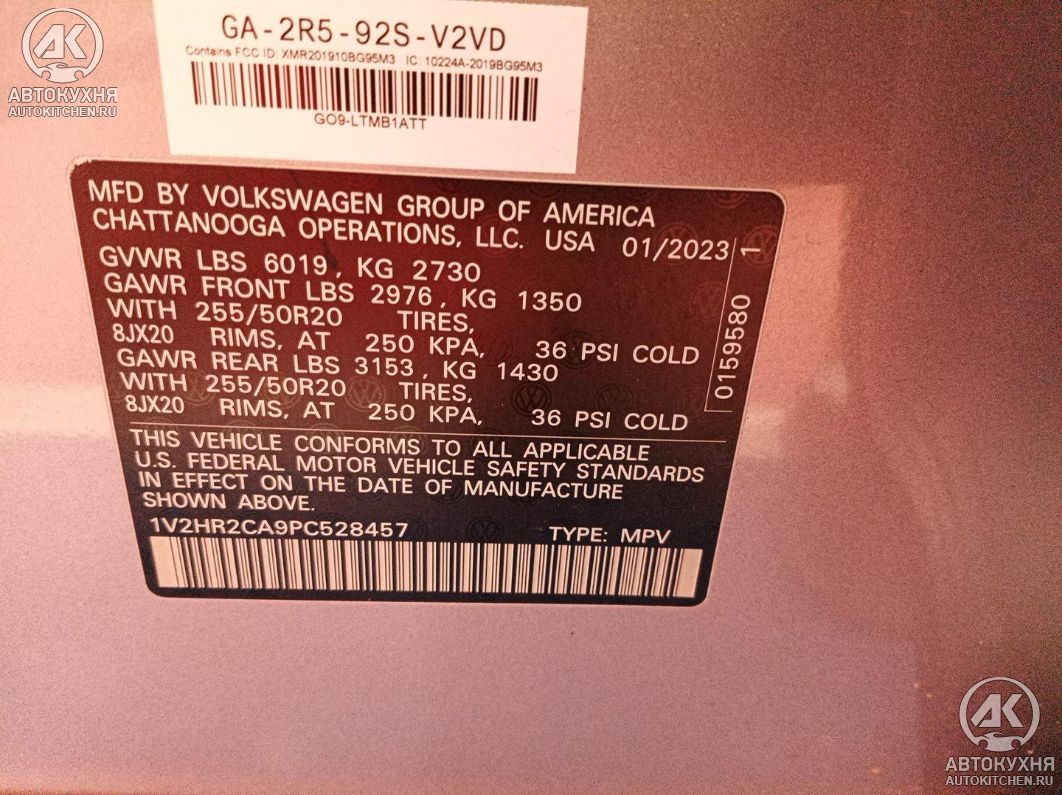 AK
АВТОКУХНЯ
AUTOKITCHEN.RU
GA-2R5-92S-V2VD
Contains FCC ID: XMR201910BG95M3 IC: 10224A-2019BG95M3
GO9-LTMB1ATT
MFD BY VOLKSWAGEN GROUP OF AMERICA
CHATTANOOGA OPERATIONS, LLC. USA 01/2023
GVWR LBS 6019, KG 2730
GAWR FRONT LBS 2976, KG 1350
WITH 255/50R20 TIRES,
8JX20 RIMS, AT 250 KPA, 36 PSI COLD
GAWR REAR LBS 3153, KG 1430
WITH 255/50R20 TIRES,
8JX20 RIMS, AT 250 KPA, 36 PSI COLD
0159580 1
THIS VEHICLE CONFORMS TO ALL APPLICABLE
U.S. FEDERAL MOTOR VEHICLE SAFETY STANDARDS
IN EFFECT ON THE DATE OF MANUFACTURE
SHOWN ABOVE.
1V2HR2CA9PC528457 TYPE: MPV
AK
АВТОКУХНЯ
AUTOKITCHEN.RU